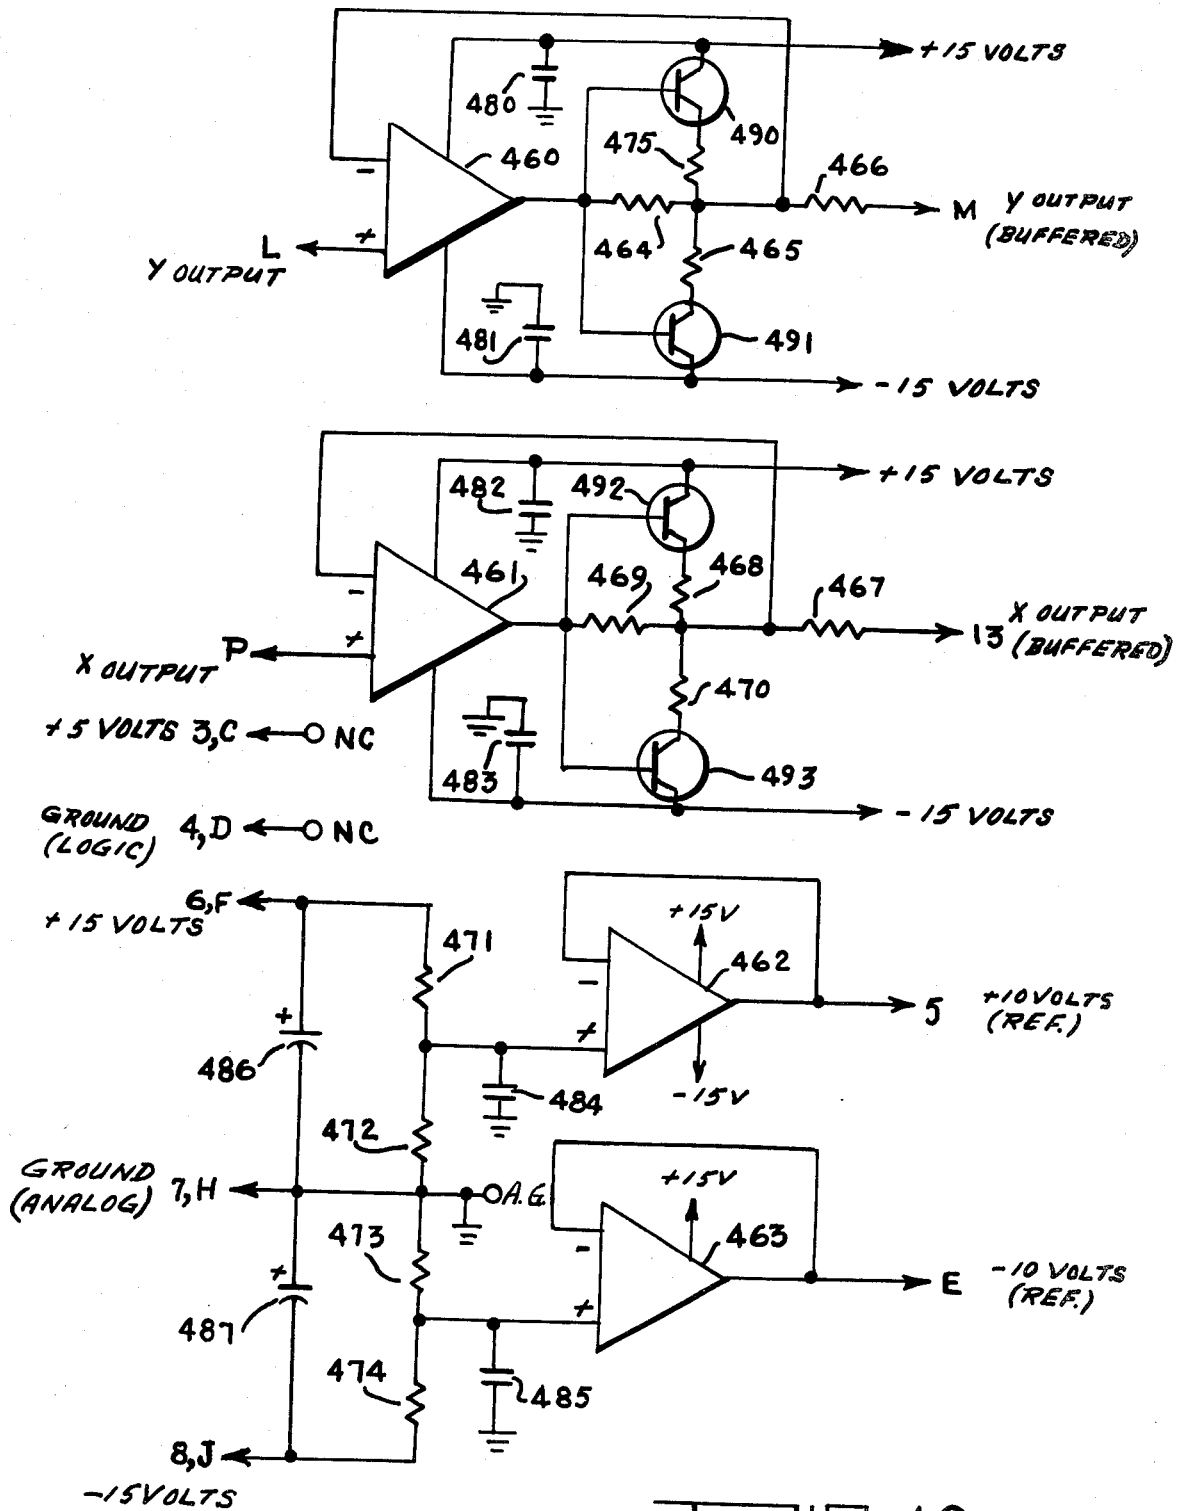 +15 VOLTS
480
490
460
475
466
-
M Y OUTPUT
(BUFFERED)
+
L
Y OUTPUT
464
465
481
491
-15 VOLTS
+15 VOLTS
482
492
461
469
468
467
-
X OUTPUT
13 (BUFFERED)
+
P
X OUTPUT
470
+5 VOLTS 3,C NC
483
493
GROUND
(LOGIC) 4,D NC
-15 VOLTS
6,F
+15 VOLTS
+15V
471
462
-
+
5 +10 VOLTS
(REF.)
+
486
484
-15V
472
GROUND
(ANALOG) 7,H
A.G.
+15V
473
463
-
+
E -10 VOLTS
(REF.)
+
487
474
485
8,J
-15 VOLTS